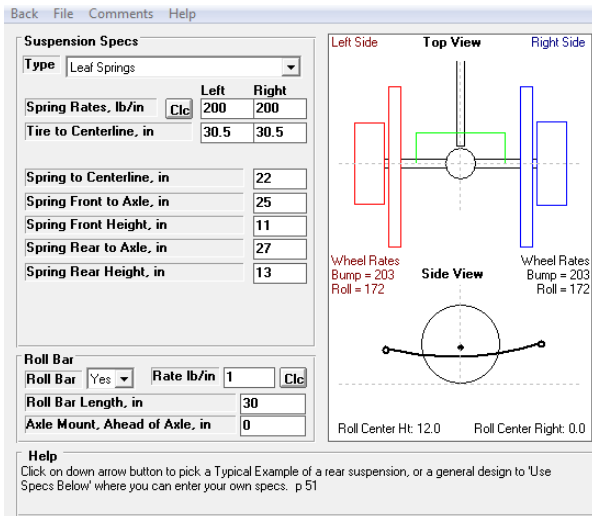 Back File Comments Help
Suspension Specs
Type Leaf Springs
Left Right
Spring Rates, lb/in Clc 200 200
Tire to Centerline, in 30.5 30.5
Spring to Centerline, in 22
Spring Front to Axle, in 25
Spring Front Height, in 11
Spring Rear to Axle, in 27
Spring Rear Height, in 13
Roll Bar
Roll Bar Yes Rate lb/in 1 Clc
Roll Bar Length, in 30
Axle Mount, Ahead of Axle, in 0
Left Side Top View Right Side
Wheel Rates
Bump = 203
Roll = 172
Side View
Wheel Rates
Bump = 203
Roll = 172
Roll Center Ht: 12.0 Roll Center Right: 0.0
Help
Click on down arrow button to pick a Typical Example of a rear suspension, or a general design to 'Use
Specs Below' where you can enter your own specs. p 51